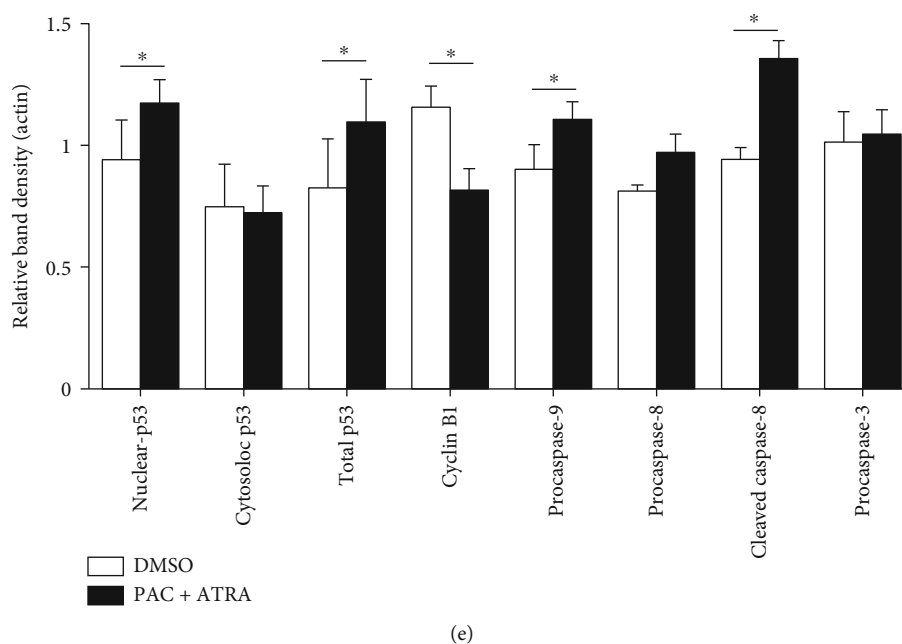 1.5
1
0.5
0
Relative band density (actin)
*
*
*
*
*
Nuclear-p53
Cytosoloc p53
Total p53
Cyclin B1
Procaspase-9
Procaspase-8
Cleaved caspase-8
Procaspase-3
DMSO
PAC + ATRA
(e)